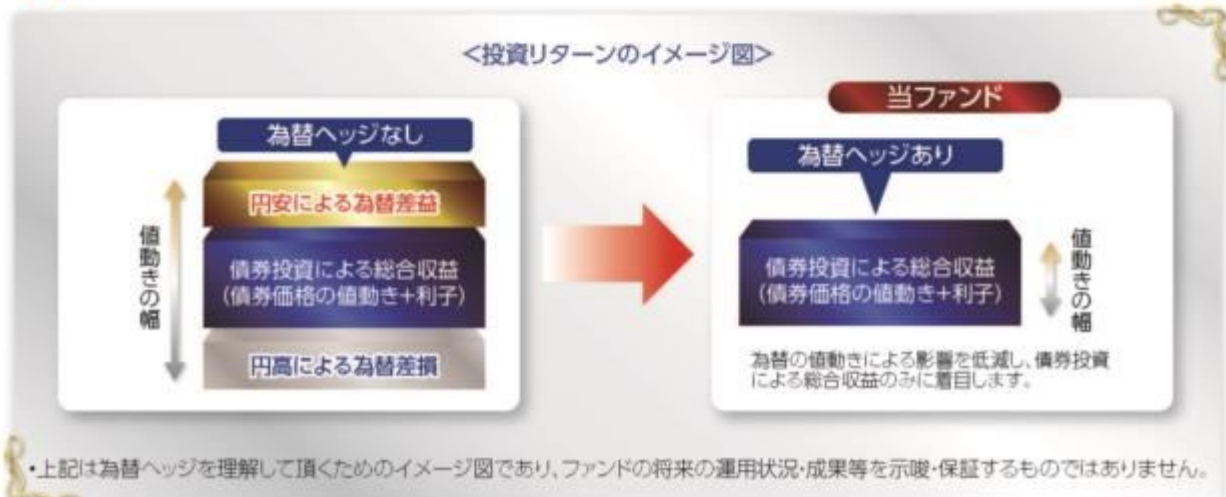 <投資リターンのイメージ図>
為替ヘッジなし
円安による為替差益
値動きの幅
債券投資による総合収益
(債券価格の値動き+利子)
円高による為替差損
当ファンド
為替ヘッジあり
債券投資による総合収益
(債券価格の値動き+利子)
値動きの幅
為替の値動きによる影響を低減し、債券投資
による総合収益のみに着目します。
・上記は為替ヘッジを理解して頂くためのイメージ図であり、ファンドの将来の運用状況・成果等を示唆・保証するものではありません。